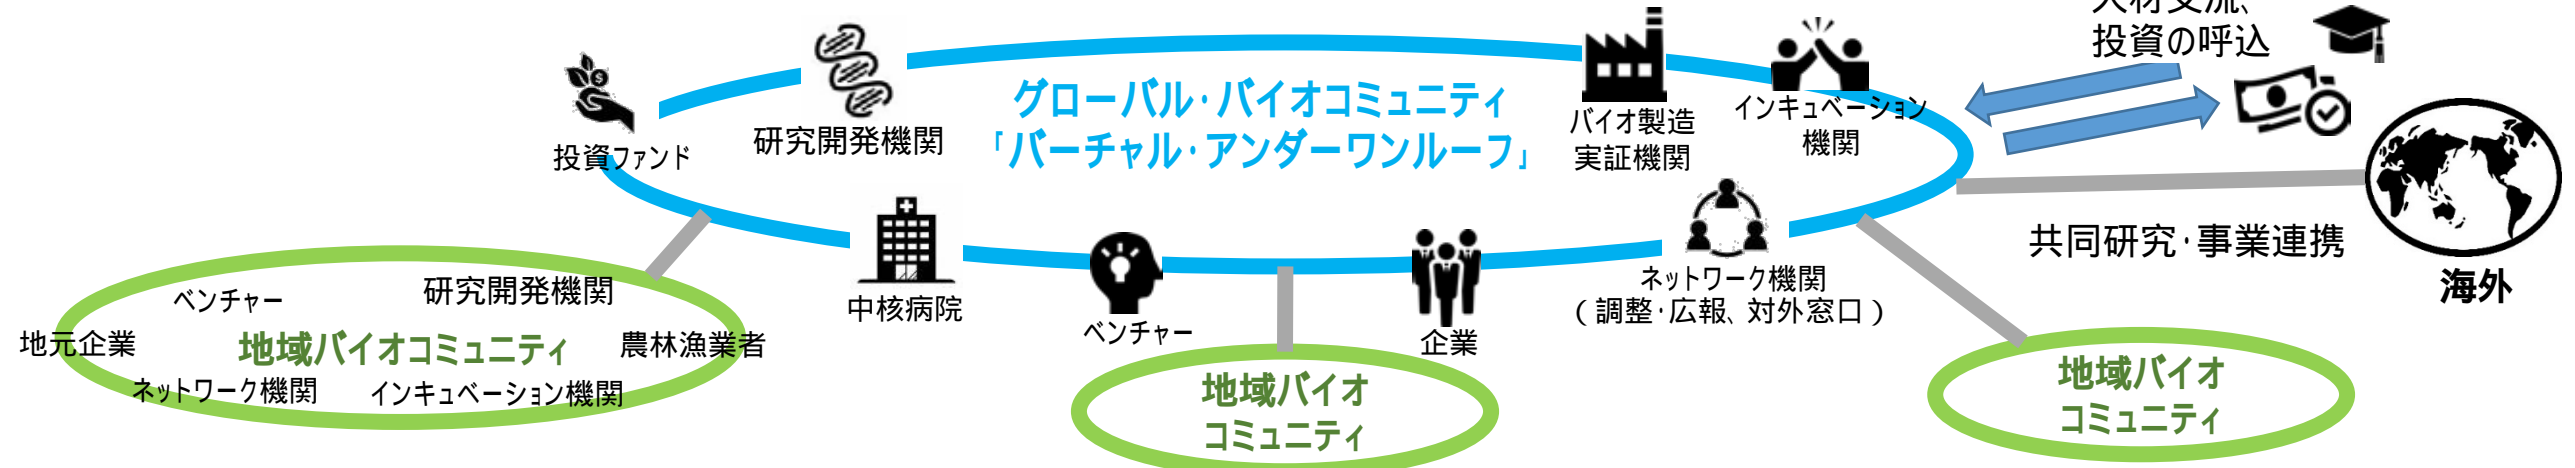 人材交流、
投資の呼込
グローバル・バイオコミュニティ
「バーチャル・アンダーワンルーフ」
投資ファンド
研究開発機関
バイオ製造
実証機関
インキュベーション
機関
中核病院
ベンチャー
企業
ネットワーク機関
（調整・広報、対外窓口）
共同研究・事業連携
海外
ベンチャー
研究開発機関
地元企業
地域バイオコミュニティ
農林漁業者
ネットワーク機関
インキュベーション機関
地域バイオ
コミュニティ
地域バイオ
コミュニティ